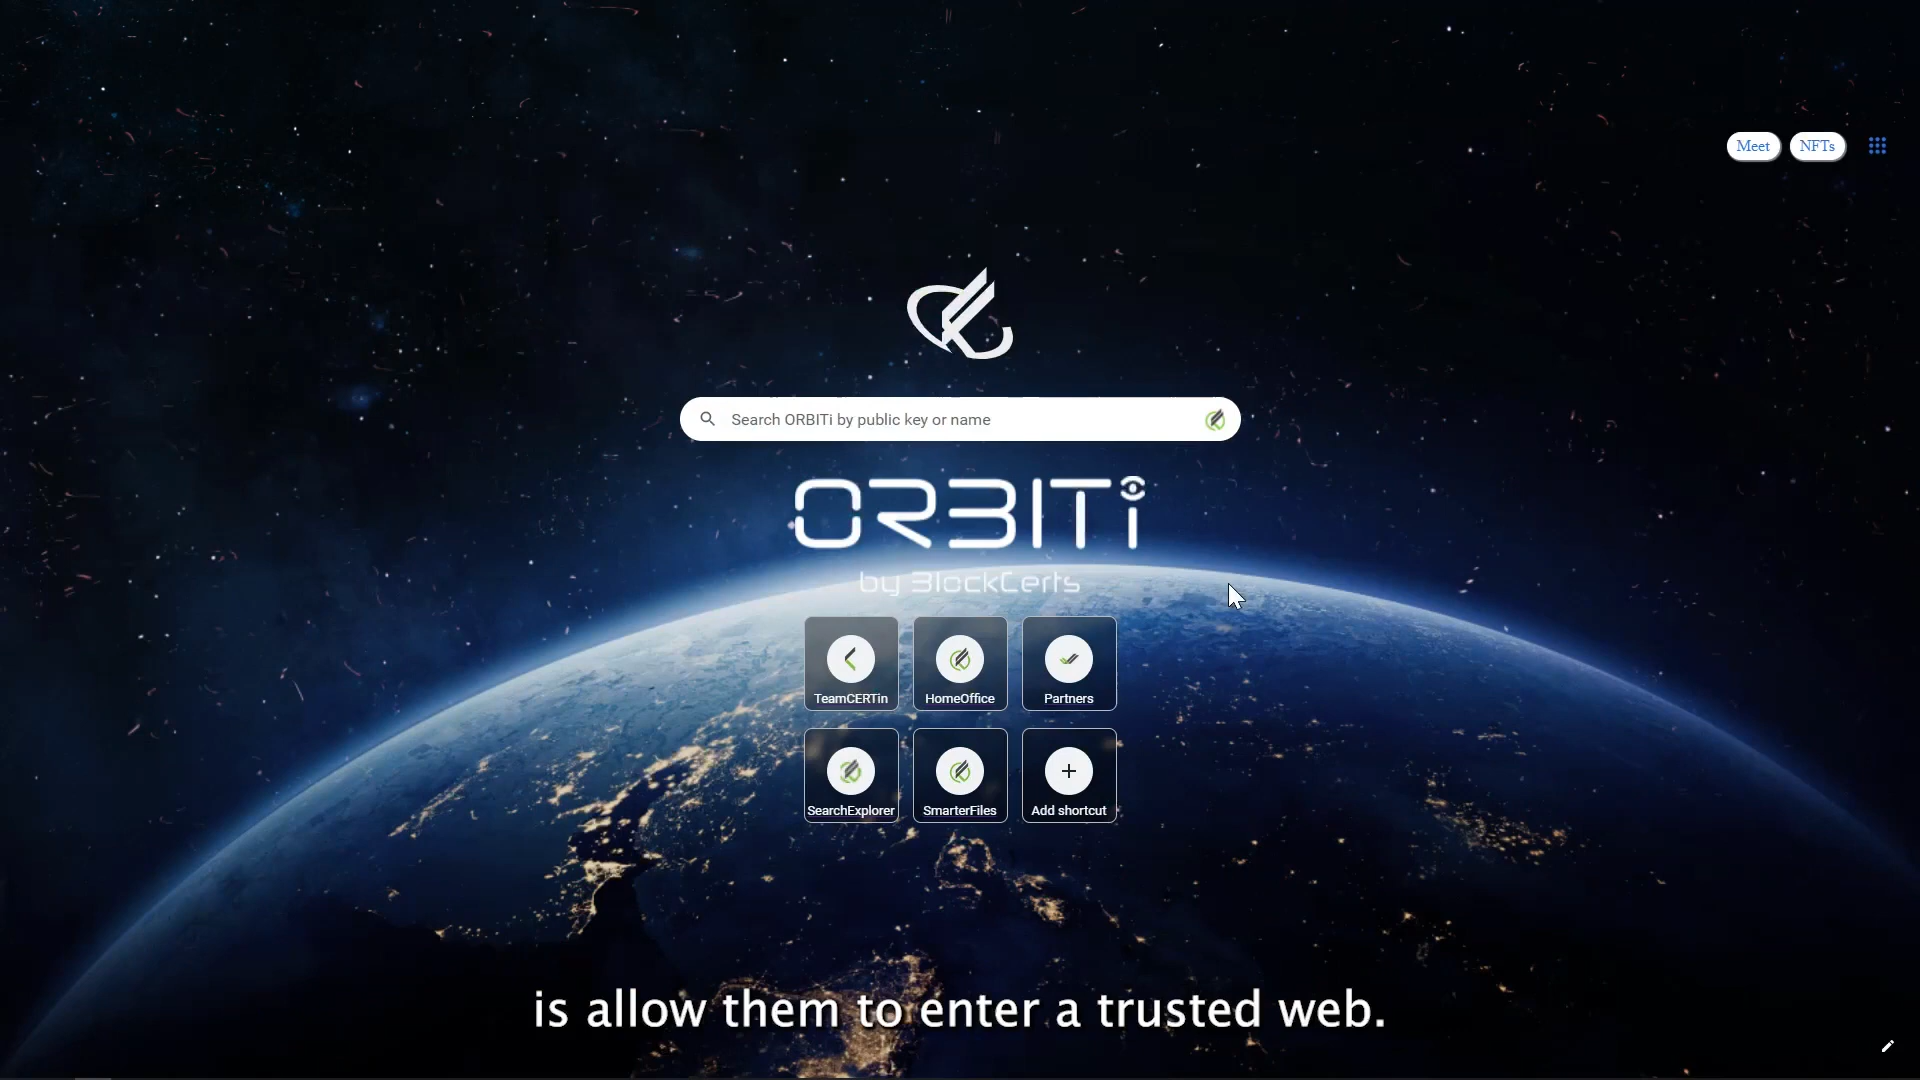 Meet NFTs
Search ORBITi by public key or name
ORBITi
by BlockCerts
TeamCERTin HomeOffice Partners
SearchExplorer SmarterFiles Add shortcut
is allow them to enter a trusted web.